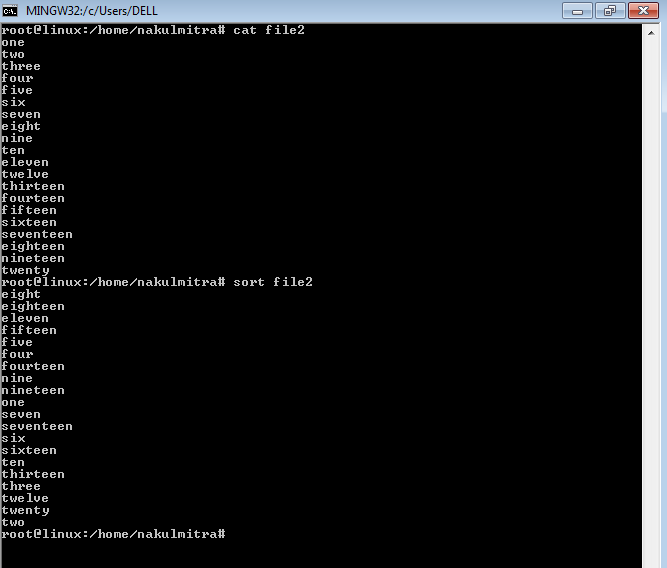 MINGW32:/c/Users/DELL
root@linux:/home/nakulmitra# cat file2
one
two
three
four
five
six
seven
eight
nine
ten
eleven
twelve
thirteen
fourteen
fifteen
sixteen
seventeen
eighteen
nineteen
twenty
root@linux:/home/nakulmitra# sort file2
eight
eighteen
eleven
fifteen
five
four
fourteen
nine
nineteen
one
seven
seventeen
six
sixteen
ten
thirteen
three
twelve
twenty
two
root@linux:/home/nakulmitra#